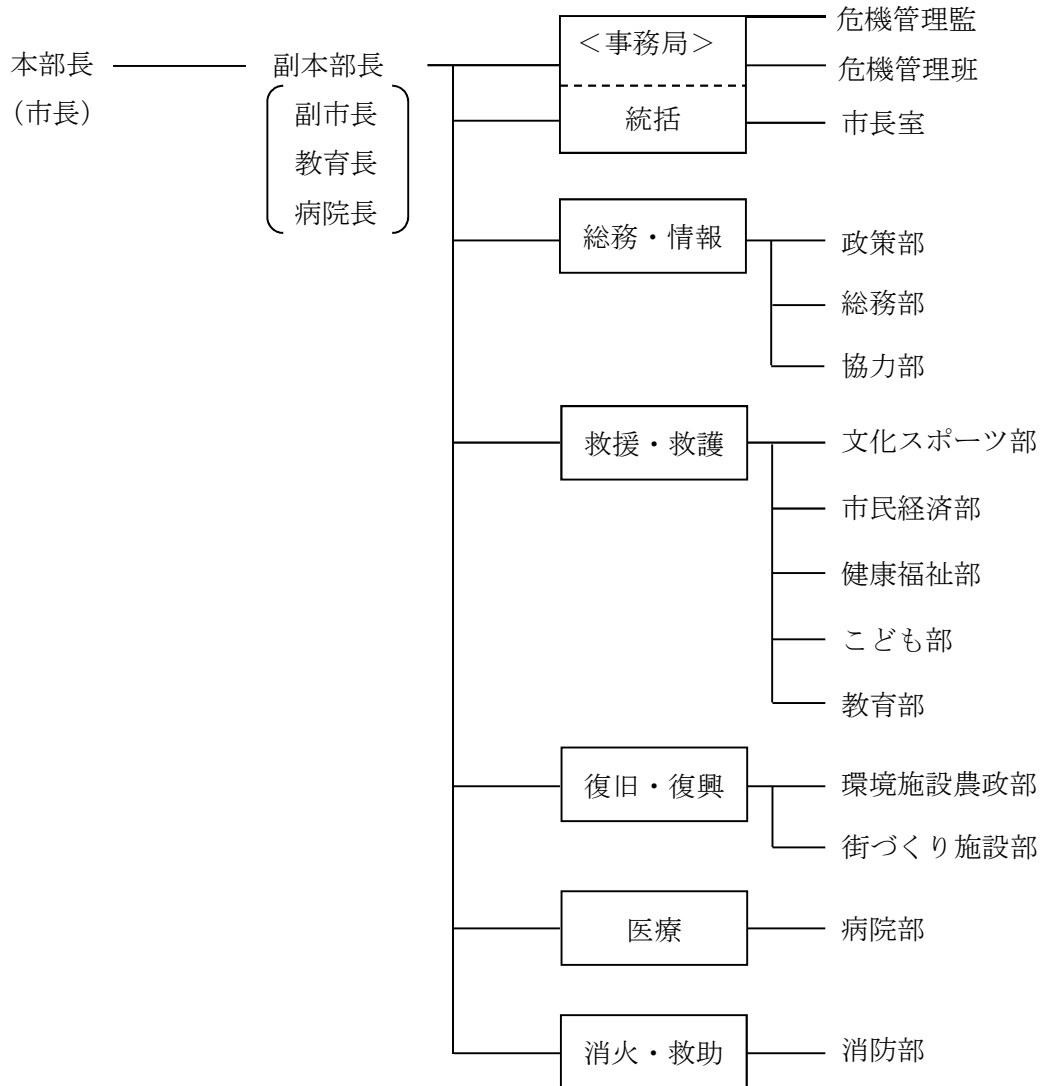 本部長
(市長)
副本部長
副市長
教育長
病院長
＜事務局＞
統括
危機管理監
危機管理班
市長室
総務・情報
政策部
総務部
協力部
救援・救護
文化スポーツ部
市民経済部
健康福祉部
こども部
教育部
復旧・復興
環境施設農政部
街づくり施設部
医療
病院部
消火・救助
消防部